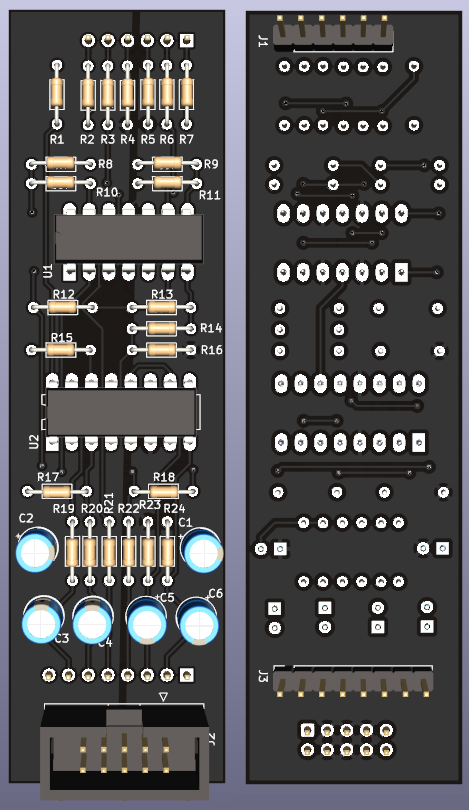 J1
R1 R2 R3 R4 R5 R6 R7
R8 R9
R10 R11
U1
R12 R13
R14
R15 R16
U2
R17 R18
R19 R20 R21 R22 R23 R24
C2 C1
C3 C4 C5 C6
J3
J2